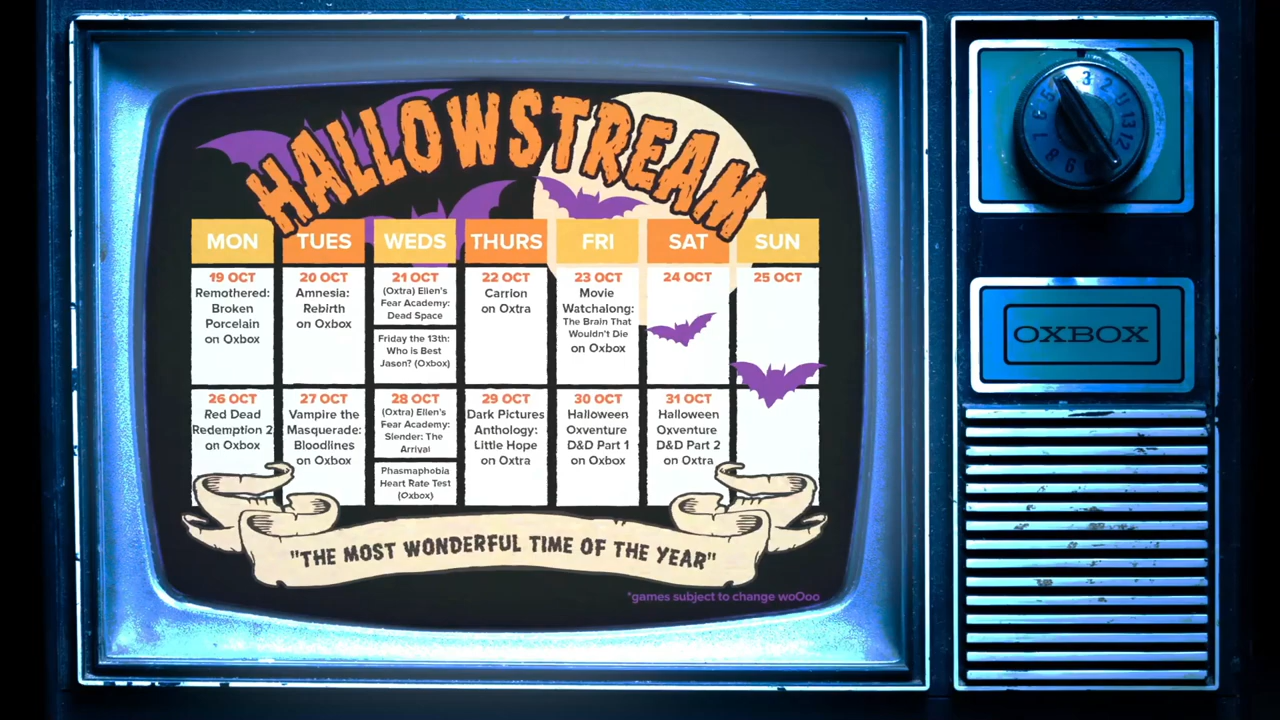 HALLOWSTREAM
MON
TUES
WEDS
THURS
FRI
SAT
SUN
19 OCT
Remothered:
Broken
Porcelain
on Oxbox
20 OCT
Amnesia:
Rebirth
on Oxbox
21 OCT
(Oxtra) Ellen's
Fear Academy:
Dead Space
Friday the 13th:
Who is Best
Jason? (Oxbox)
22 OCT
Carrion
on Oxtra
23 OCT
Movie
Watchalong:
The Brain That
Wouldn't Die
on Oxbox
24 OCT
25 OCT
26 OCT
Red Dead
Redemption 2
on Oxbox
27 OCT
Vampire the
Masquerade:
Bloodlines
on Oxbox
28 OCT
(Oxtra) Ellen's
Fear Academy:
Slender: The
Arrival
Phasmaphobia
Heart Rate Test
(Oxbox)
29 OCT
Dark Pictures
Anthology:
Little Hope
on Oxtra
30 OCT
Halloween
Oxventure
D&D Part 1
on Oxbox
31 OCT
Halloween
Oxventure
D&D Part 2
on Oxtra
"THE MOST WONDERFUL TIME OF THE YEAR"
*games subject to change woOoo
OXBOX